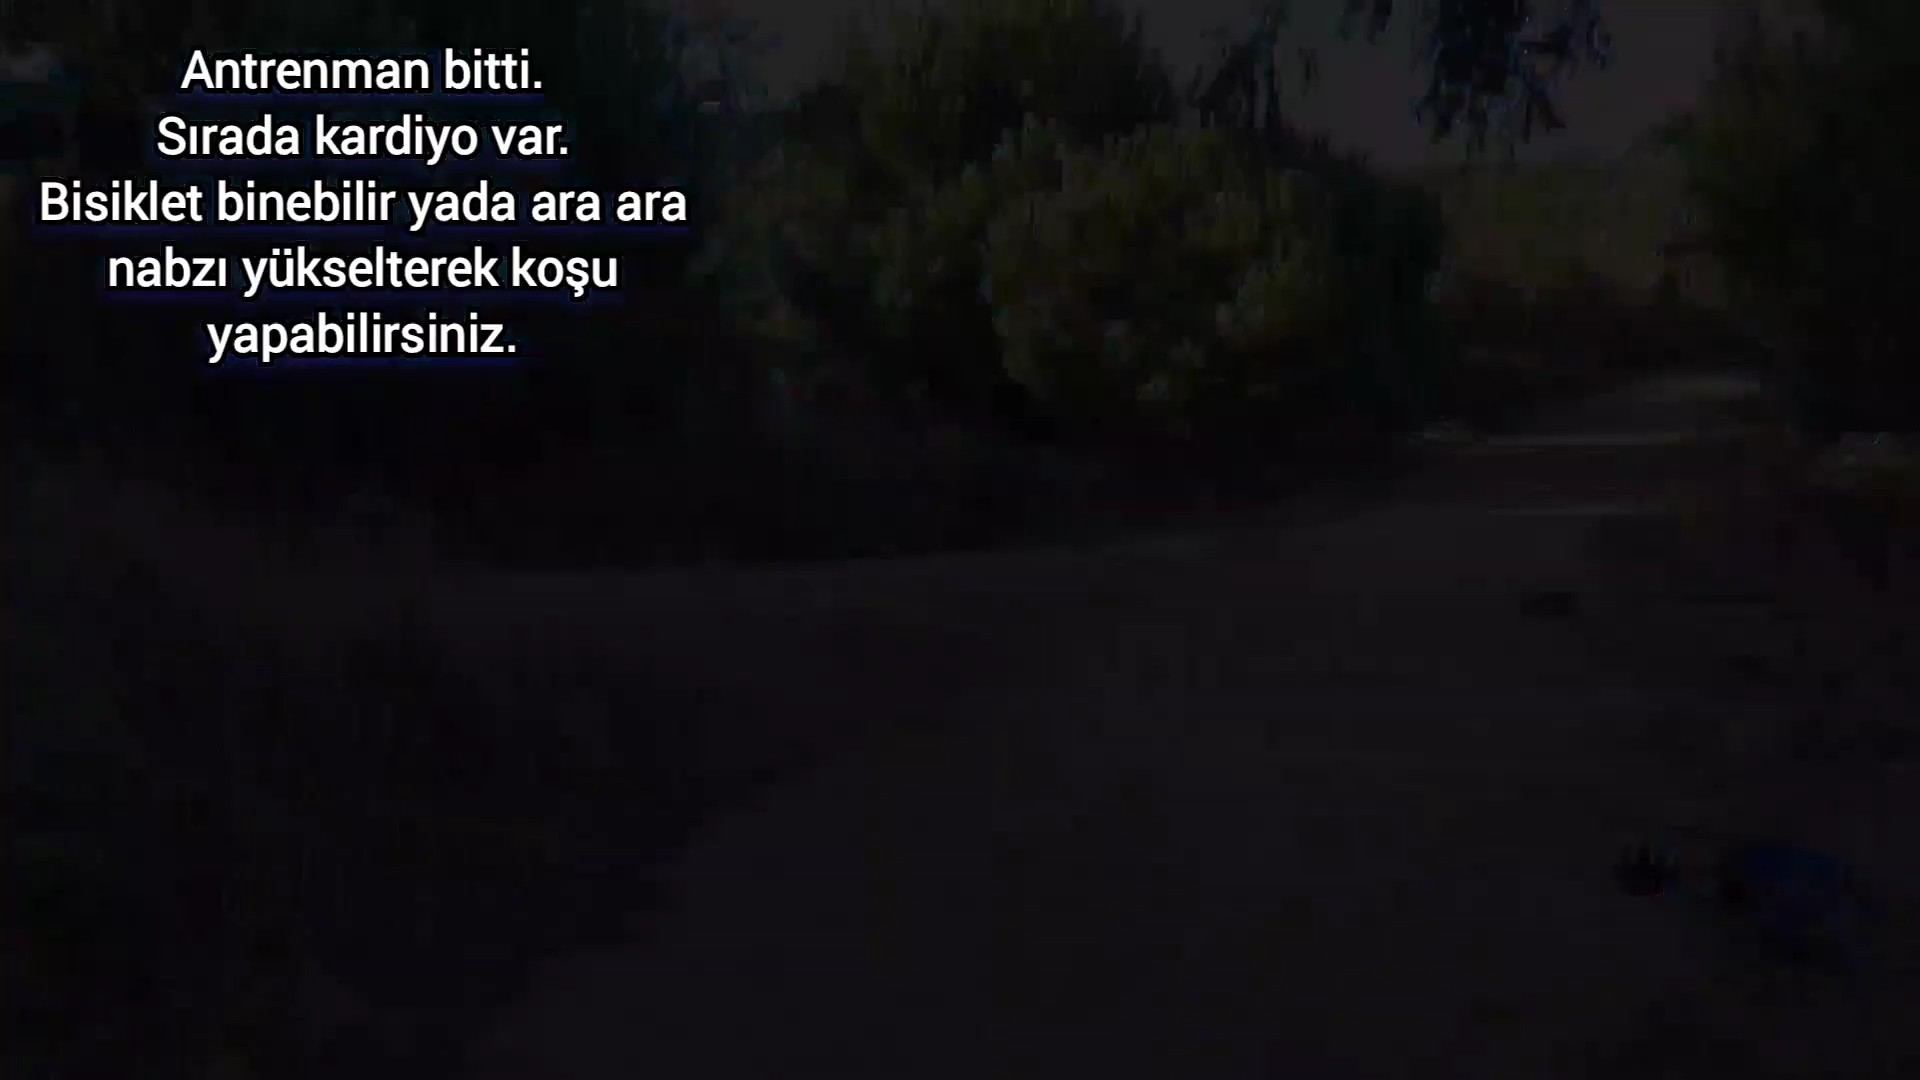 Antrenman bitti.
Sırada kardiyo var.
Bisiklet binebilir yada ara ara
nabzı yükselterek koşu
yapabilirsiniz.